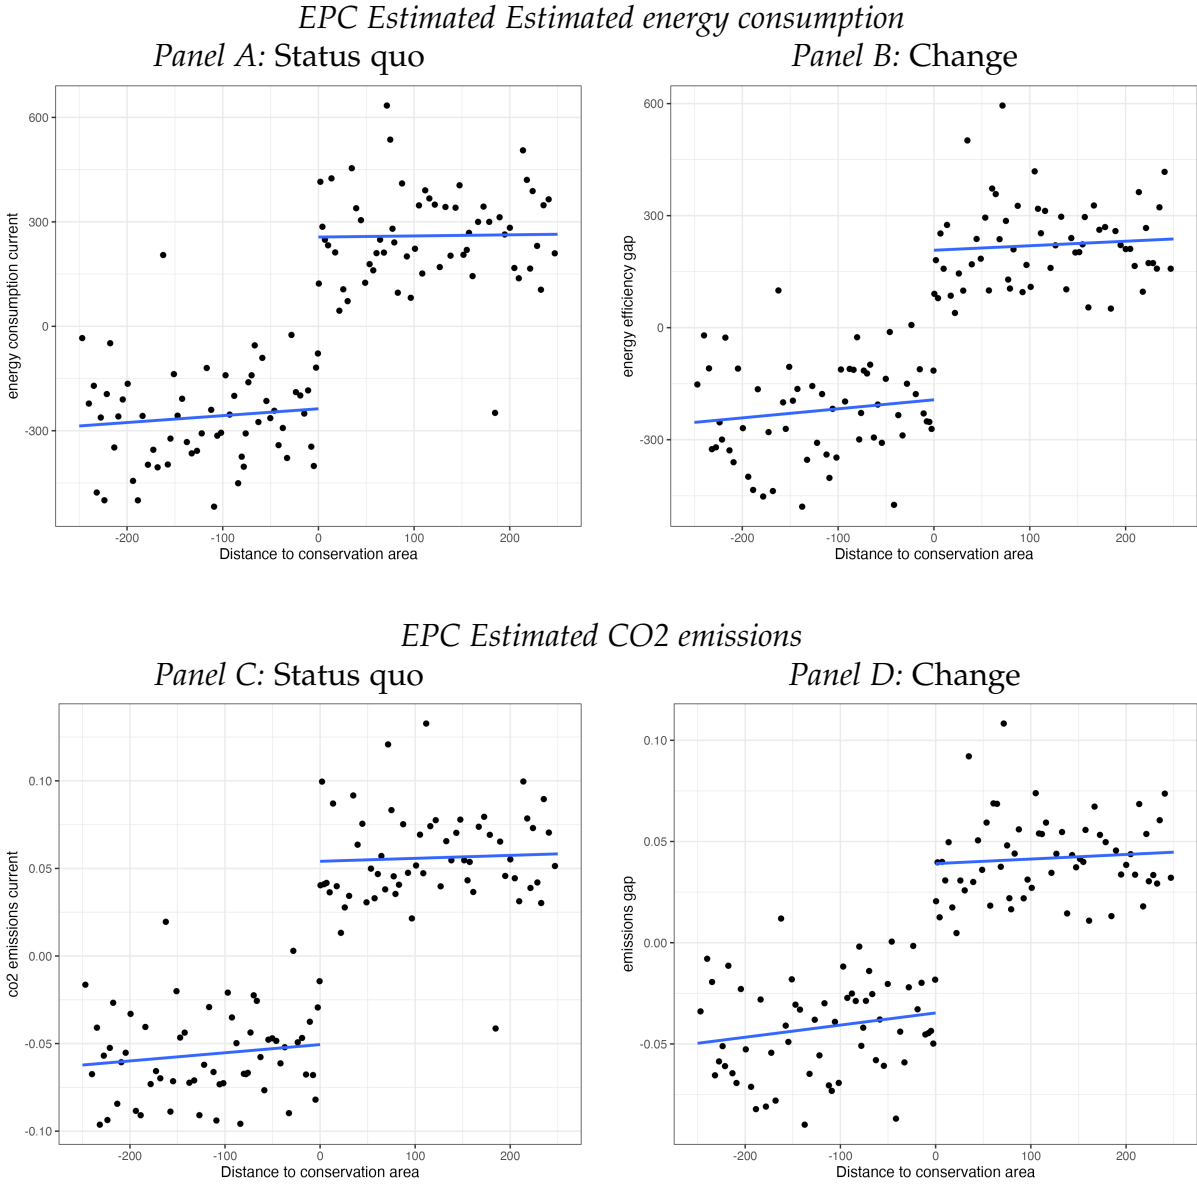 EPC Estimated Estimated energy consumption
Panel A: Status quo
Panel B: Change
600
300
0
-300
energy consumption current
-200
-100
0
100
200
Distance to conservation area
600
300
0
-300
energy efficiency gap
-200
-100
0
100
200
Distance to conservation area
EPC Estimated CO2 emissions
Panel C: Status quo
Panel D: Change
0.10
0.05
0.00
-0.05
-0.10
co2 emissions current
-200
-100
0
100
200
Distance to conservation area
0.10
0.05
0.00
-0.05
emissions gap
-200
-100
0
100
200
Distance to conservation area